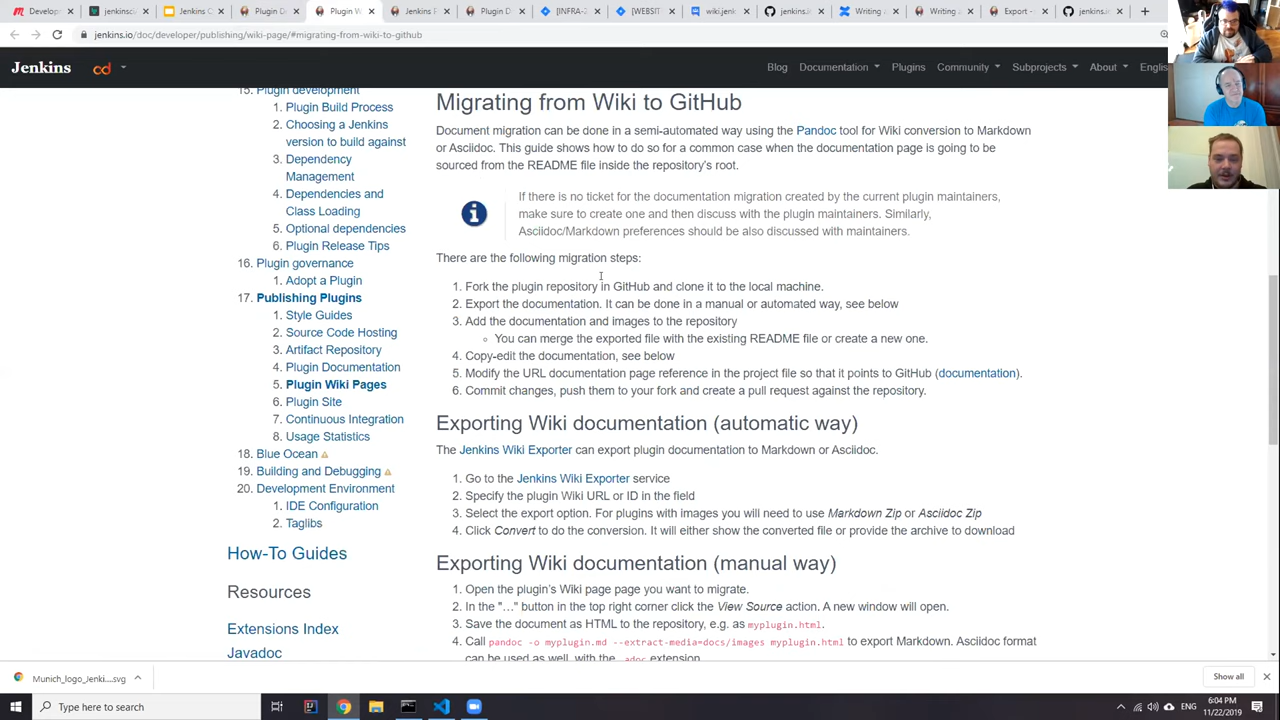 Develop
jenkinsci
Jenkins C
Plugin D
Plugin W
Jenkins F
Plugin D
[INFRA-2
[WEBSIT
wiki.jenk
jenkins.i
Writing A
Writing A
Export -
jenkins.i
jenkins.io/doc/developer/publishing/wiki-page/#migrating-from-wiki-to-github
Jenkins
cd
Blog
Documentation
Plugins
Community
Subprojects
About
Englis
15. Plugin development
1. Plugin Build Process
2. Choosing a Jenkins
version to build against
3. Dependency
Management
4. Dependencies and
Class Loading
5. Optional dependencies
6. Plugin Release Tips
16. Plugin governance
1. Adopt a Plugin
17. Publishing Plugins
1. Style Guides
2. Source Code Hosting
3. Artifact Repository
4. Plugin Documentation
5. Plugin Wiki Pages
6. Plugin Site
7. Continuous Integration
8. Usage Statistics
18. Blue Ocean
19. Building and Debugging
20. Development Environment
1. IDE Configuration
2. Taglibs
How-To Guides
Resources
Extensions Index
Javadoc
Migrating from Wiki to GitHub
Document migration can be done in a semi-automated way using the Pandoc tool for Wiki conversion to Markdown
or Asciidoc. This guide shows how to do so for a common case when the documentation page is going to be
sourced from the README file inside the repository's root.
If there is no ticket for the documentation migration created by the current plugin maintainers,
make sure to create one and then discuss with the plugin maintainers. Similarly,
Asciidoc/Markdown preferences should be also discussed with maintainers.
There are the following migration steps:
1. Fork the plugin repository in GitHub and clone it to the local machine.
2. Export the documentation. It can be done in a manual or automated way, see below
3. Add the documentation and images to the repository
You can merge the exported file with the existing README file or create a new one.
4. Copy-edit the documentation, see below
5. Modify the URL documentation page reference in the project file so that it points to GitHub (documentation).
6. Commit changes, push them to your fork and create a pull request against the repository.
Exporting Wiki documentation (automatic way)
The Jenkins Wiki Exporter can export plugin documentation to Markdown or Asciidoc.
1. Go to the Jenkins Wiki Exporter service
2. Specify the plugin Wiki URL or ID in the field
3. Select the export option. For plugins with images you will need to use Markdown Zip or Asciidoc Zip
4. Click Convert to do the conversion. It will either show the converted file or provide the archive to download
Exporting Wiki documentation (manual way)
1. Open the plugin's Wiki page page you want to migrate.
2. In the "…" button in the top right corner click the View Source action. A new window will open.
3. Save the document as HTML to the repository, e.g. as myplugin.html.
4. Call pandoc -o myplugin.md --extract-media=docs/images myplugin.html to export Markdown. Asciidoc format
can be used as well, with the .adoc extension.
Munich_logo_jenki....svg
Show all
Type here to search
ENG
6:04 PM
11/22/2019